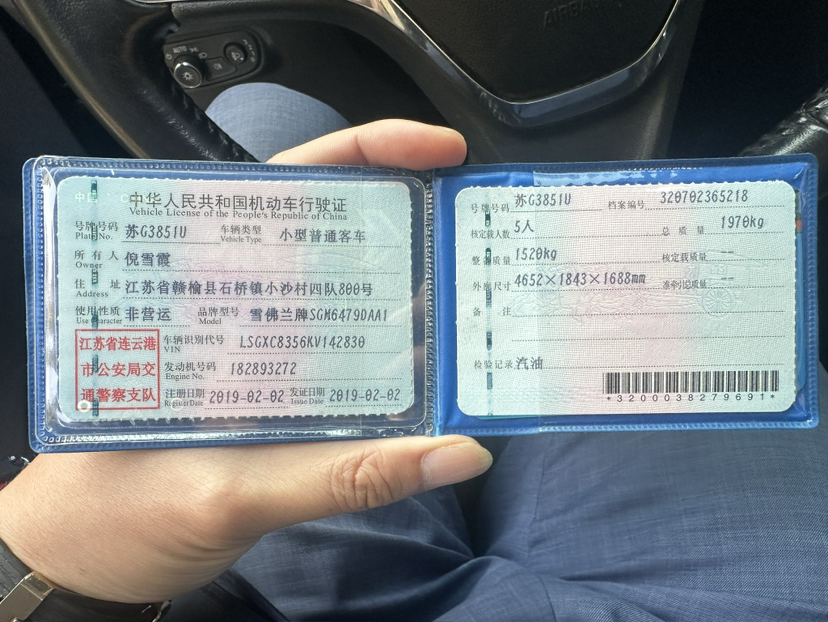 AIRBAG
AUTO
中华人民共和国机动车行驶证
Vehicle License of the People's Republic of China
号牌号码 苏G3851U 车辆类型 小型普通客车
Plate No. Vehicle Type
所有人 倪雪霞
Owner
住址 江苏省赣榆县石桥镇小沙村四队800号
Address
使用性质 非营运 品牌型号 雪佛兰牌SGM6479DAA1
Use Character Model
江苏省连云港
市公安局交
通警察支队
车辆识别代号 LSGXC8356KV142830
VIN
发动机号码 182893272
Engine No.
注册日期 2019-02-02 发证日期 2019-02-02
Register Date Issue Date
号牌号码 苏G3851U 档案编号 320702365218
核定载人数 5人 总质量 1970kg
整备质量 1520kg 核定载质量 --
外廓尺寸 4652×1843×1688mm 准牵引总质量 --
备注
检验记录 汽油
*3200038279691*